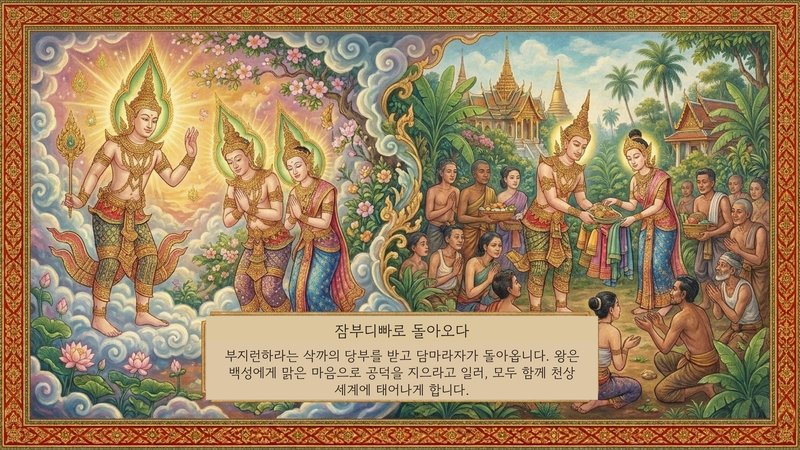 잠부디빠로 돌아오다
부지런하라는 삭까의 당부를 받고 담마라자가 돌아옵니다. 왕은
백성에게 맑은 마음으로 공덕을 지으라고 일러, 모두 함께 천상
세계에 태어나게 합니다.